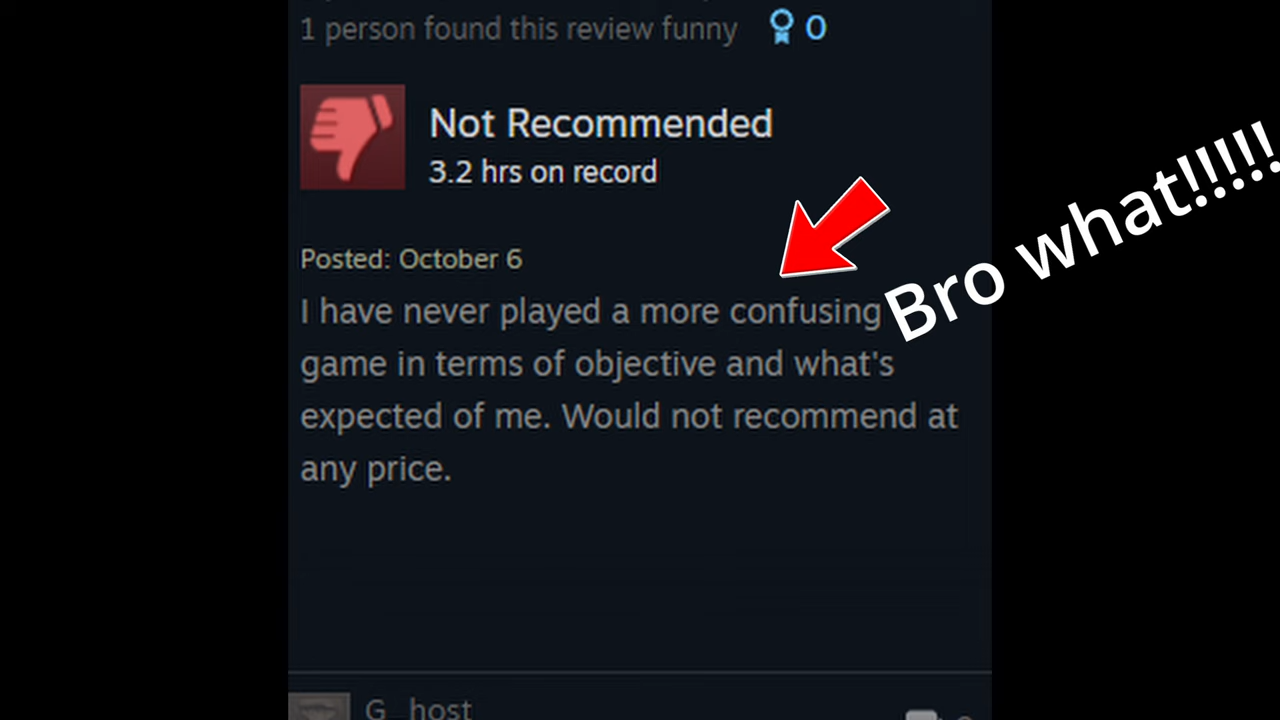 1 person found this review funny 0
Not Recommended
3.2 hrs on record
Bro what!!!!!
Posted: October 6
I have never played a more confusing
game in terms of objective and what's
expected of me. Would not recommend at
any price.
G_host